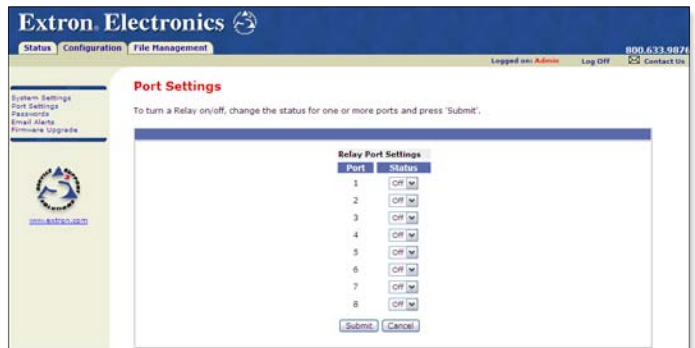 Extron. Electronics
Status Configuration File Management
800.633.9876
Logged on: Admin Log Off Contact Us
System Settings
Port Settings
Passwords
Email Alerts
Firmware Upgrade
www.extron.com
Port Settings
To turn a Relay on/off, change the status for one or more ports and press 'Submit'.
Relay Port Settings
Port Status
1 Off
2 Off
3 Off
4 Off
5 Off
6 Off
7 Off
8 Off
Submit Cancel